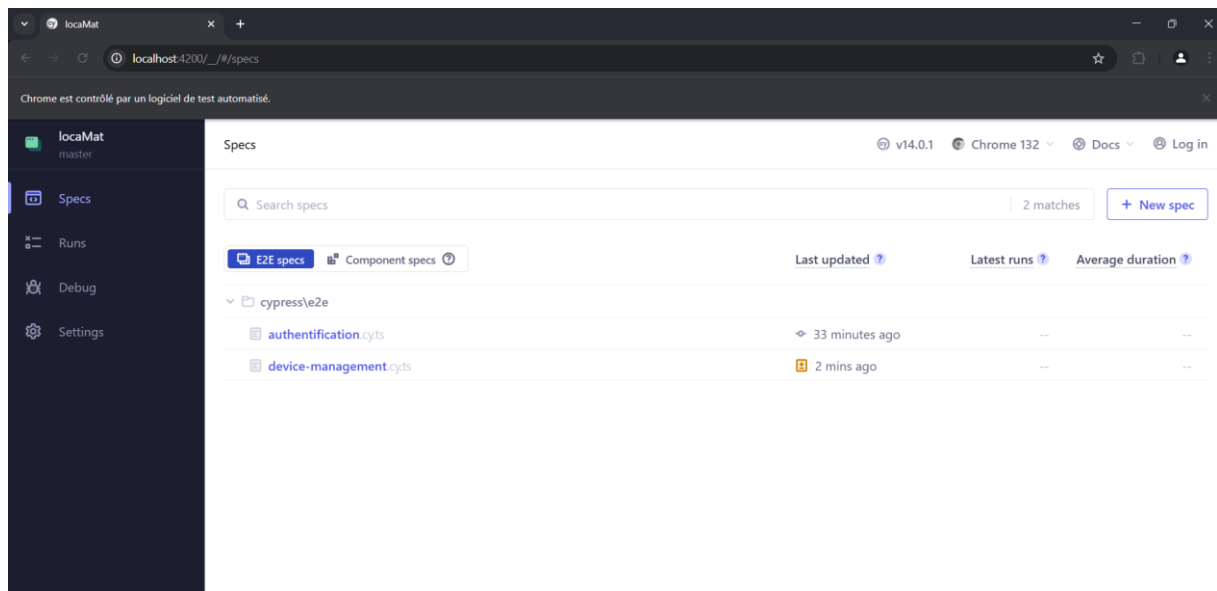 locaMat
localhost:4200/__/#/specs
Chrome est contrôlé par un logiciel de test automatisé.
locaMat
master
Specs
Runs
Debug
Settings
Specs
v14.0.1 Chrome 132 Docs Log in
Search specs 2 matches + New spec
E2E specs Component specs Last updated ? Latest runs ? Average duration ?
cypress\e2e
authentification.cy.ts 33 minutes ago -- --
device-management.cy.ts 2 mins ago -- --